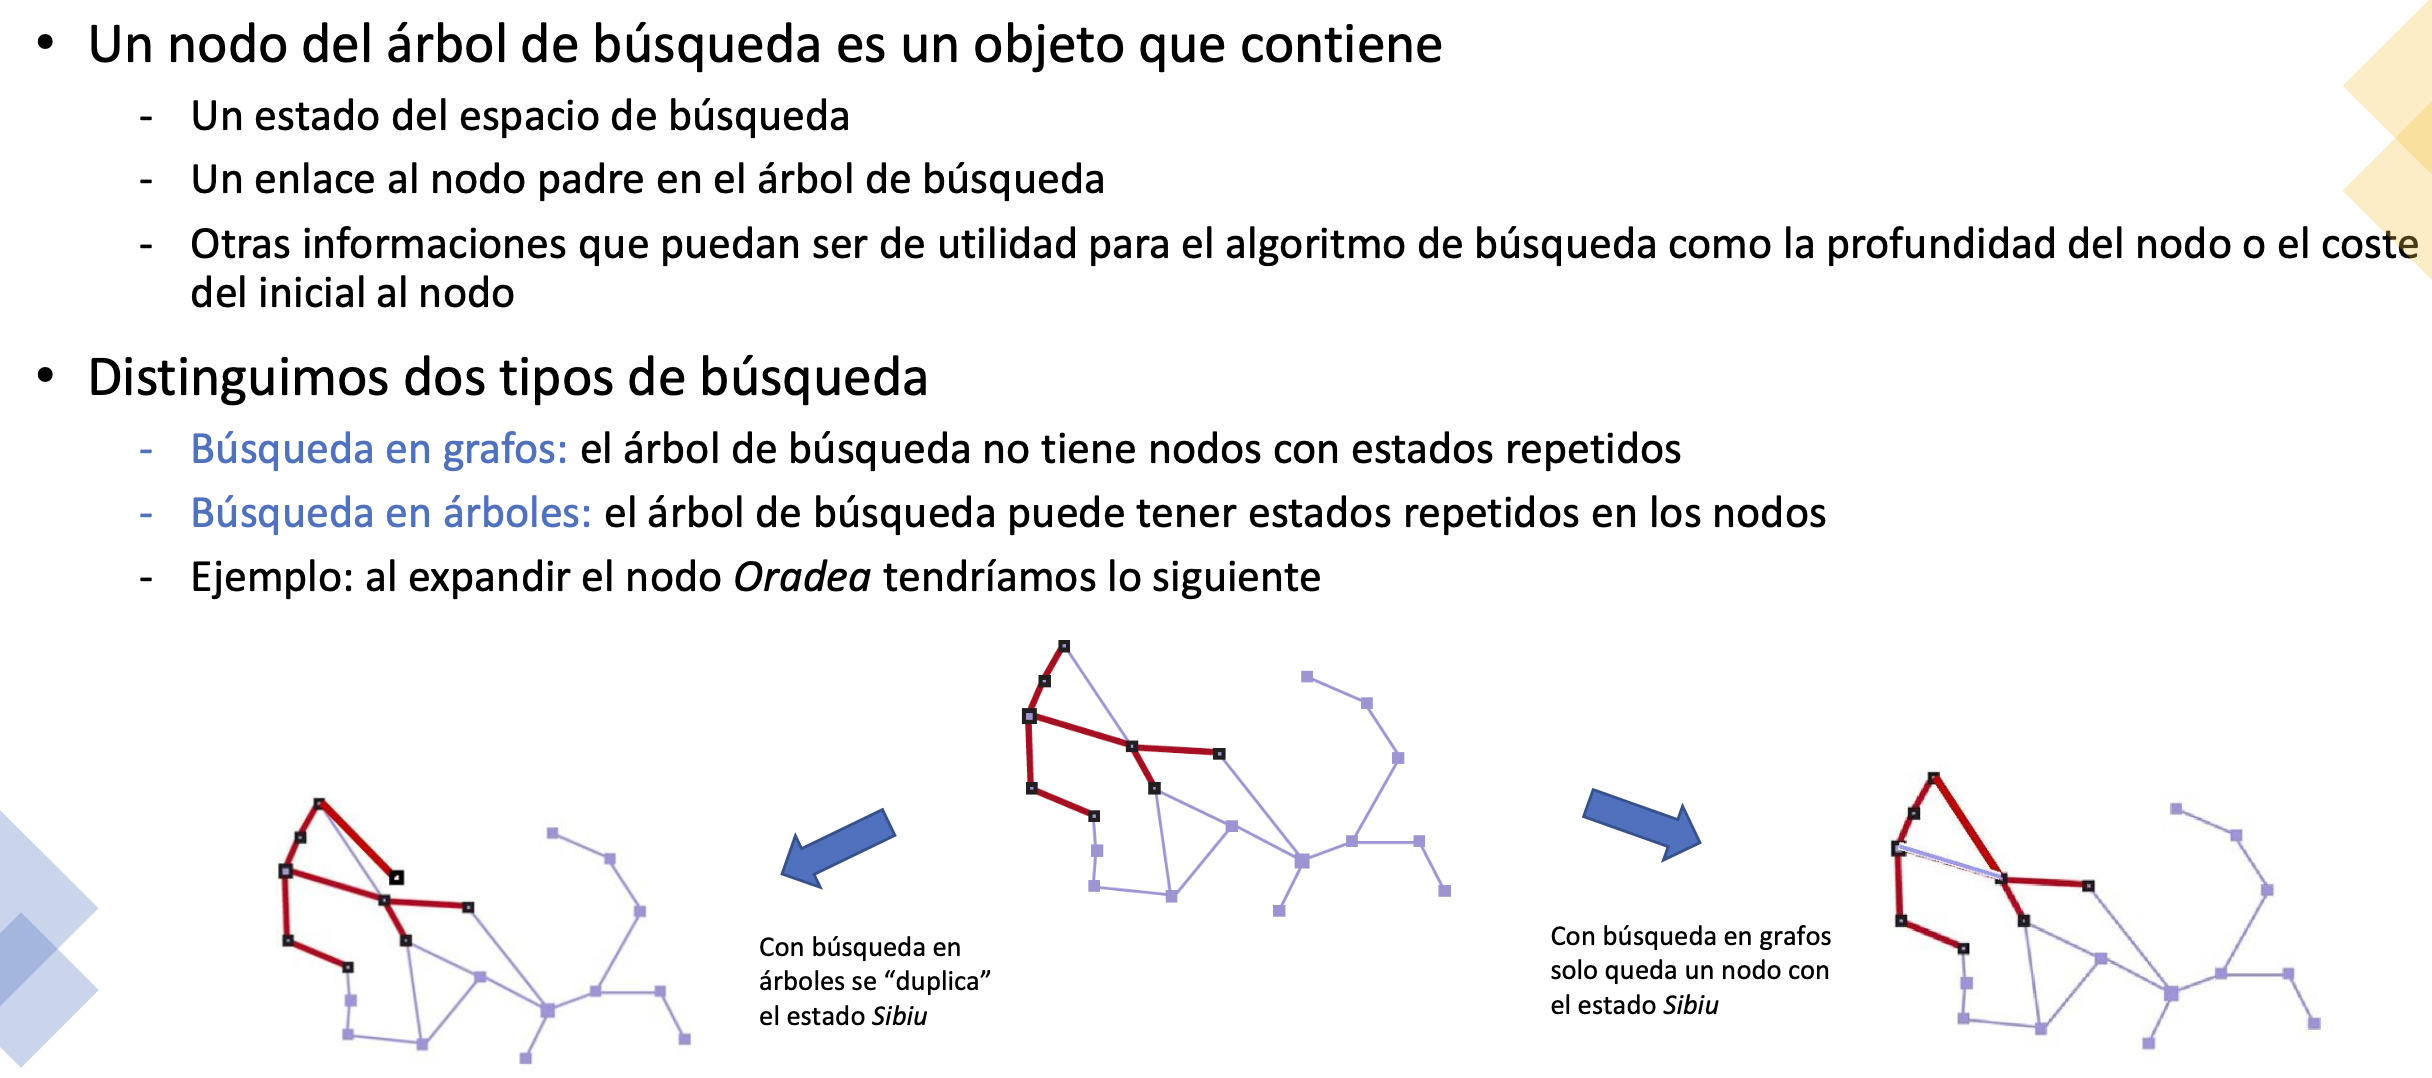 • Un nodo del árbol de búsqueda es un objeto que contiene
- Un estado del espacio de búsqueda
- Un enlace al nodo padre en el árbol de búsqueda
- Otras informaciones que puedan ser de utilidad para el algoritmo de búsqueda como la profundidad del nodo o el coste
del inicial al nodo
• Distinguimos dos tipos de búsqueda
- Búsqueda en grafos: el árbol de búsqueda no tiene nodos con estados repetidos
- Búsqueda en árboles: el árbol de búsqueda puede tener estados repetidos en los nodos
- Ejemplo: al expandir el nodo Oradea tendríamos lo siguiente
Con búsqueda en
árboles se “duplica”
el estado Sibiu
Con búsqueda en grafos
solo queda un nodo con
el estado Sibiu